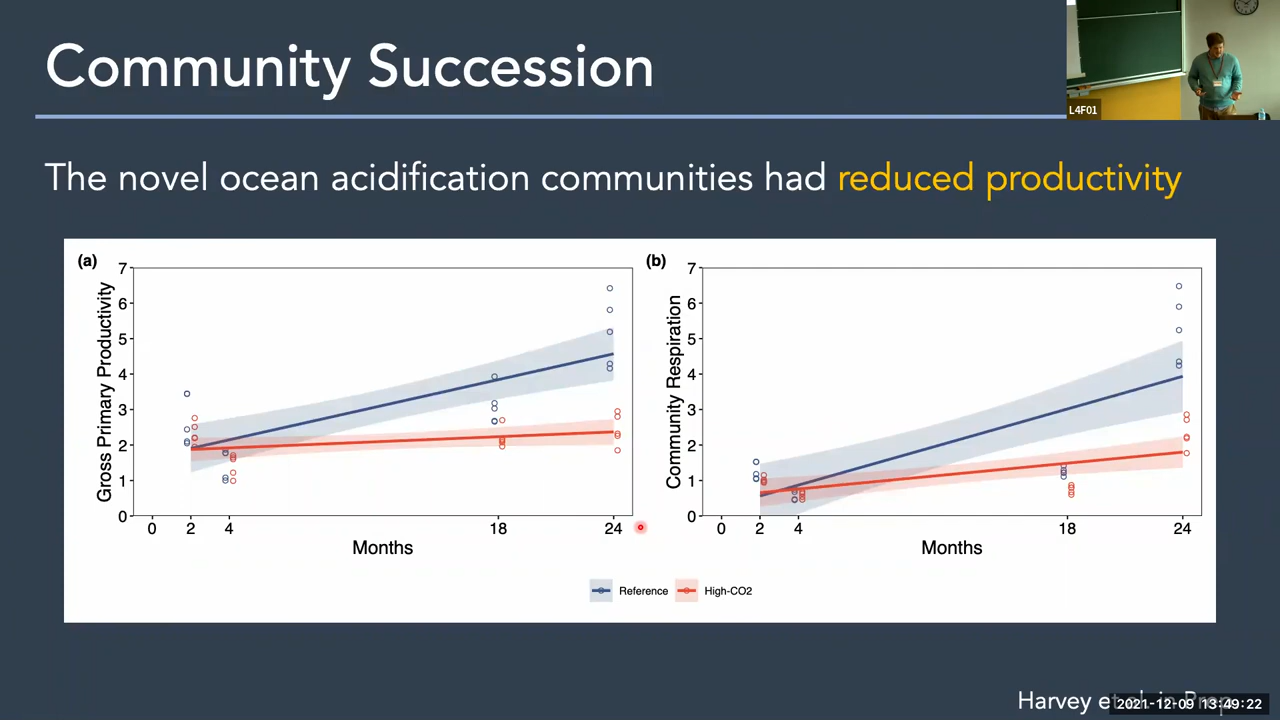 Community Succession
L4F01
The novel ocean acidification communities had reduced productivity
(a)
Gross Primary Productivity
7
6
5
4
3
2
1
0
0 2 4 18 24
Months
(b)
Community Respiration
7
6
5
4
3
2
1
0
0 2 4 18 24
Months
Reference High-CO2
Harvey
2021-12-09 13:49:22